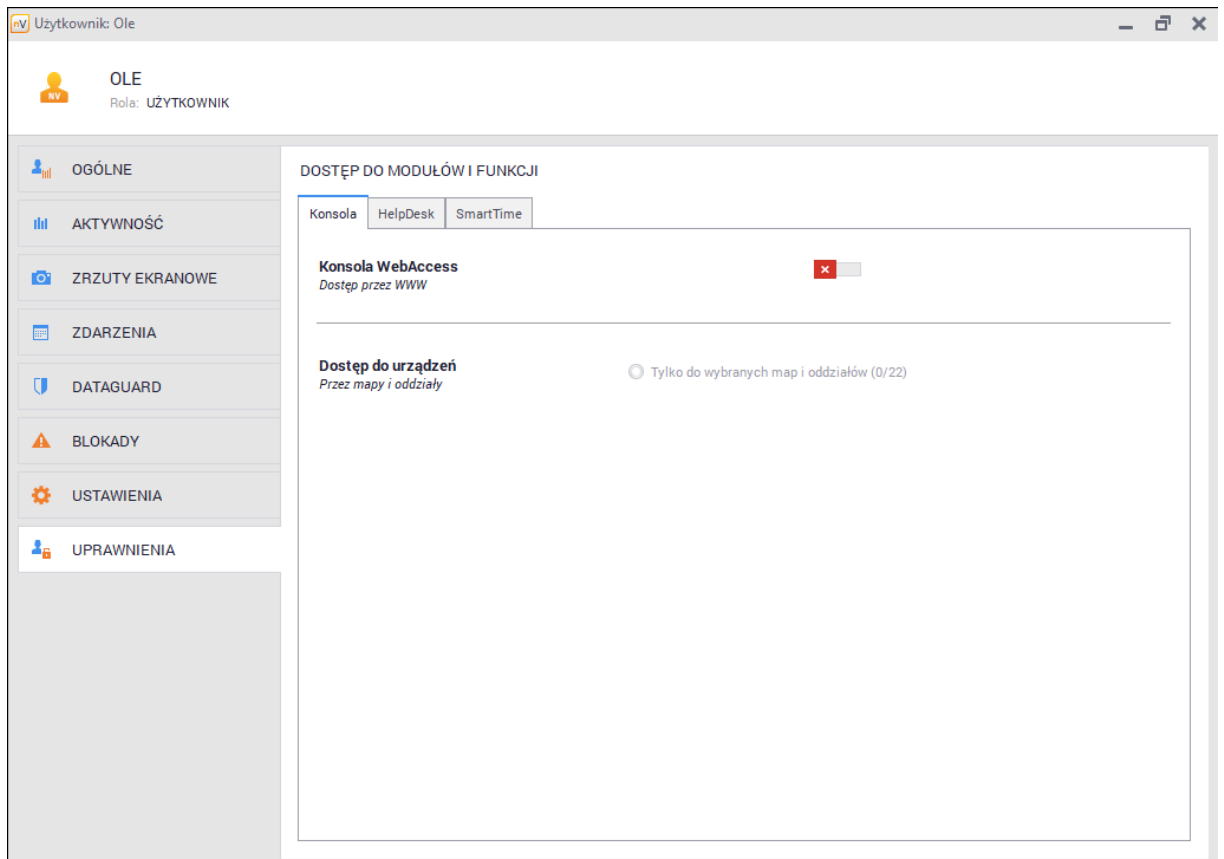 nV Użytkownik: Ole
OLE
Rola: UŻYTKOWNIK
NV
OGÓLNE
AKTYWNOŚĆ
ZRZUTY EKRANOWE
ZDARZENIA
DATAGUARD
BLOKADY
USTAWIENIA
UPRAWNIENIA
DOSTĘP DO MODUŁÓW I FUNKCJI
Konsola HelpDesk SmartTime
Konsola WebAccess
Dostęp przez WWW
Dostęp do urządzeń
Przez mapy i oddziały
Tylko do wybranych map i oddziałów (0/22)